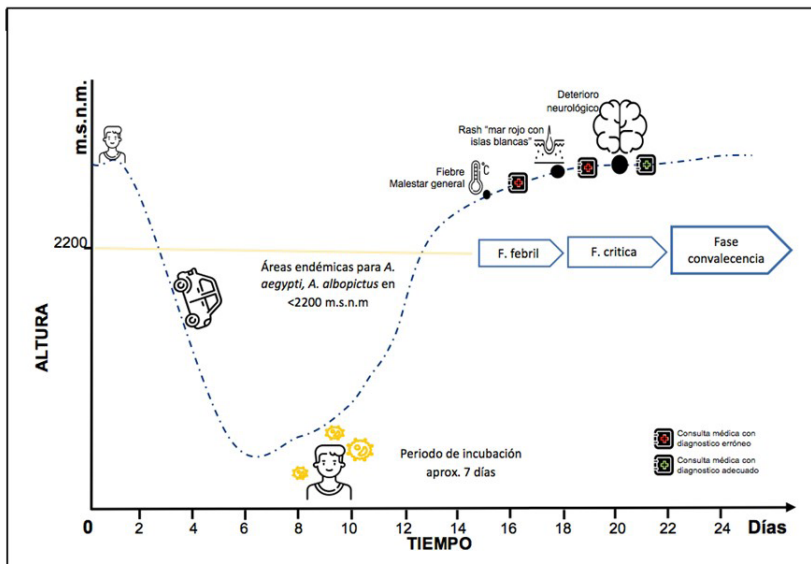 m.s.n.m.
Deterioro
neurológico
Rash "mar rojo con
islas blancas"
°C
Fiebre
Malestar general
2200
F. febril
F. critica
Fase
convalecencia
Áreas endémicas para A.
aegypti, A. albopictus en
<2200 m.s.n.m
ALTURA
Periodo de incubación
aprox. 7 días
Consulta médica con
diagnostico erróneo
Consulta médica con
diagnostico adecuado
0 2 4 6 8 10 12 14 16 18 20 22 24 Días
TIEMPO